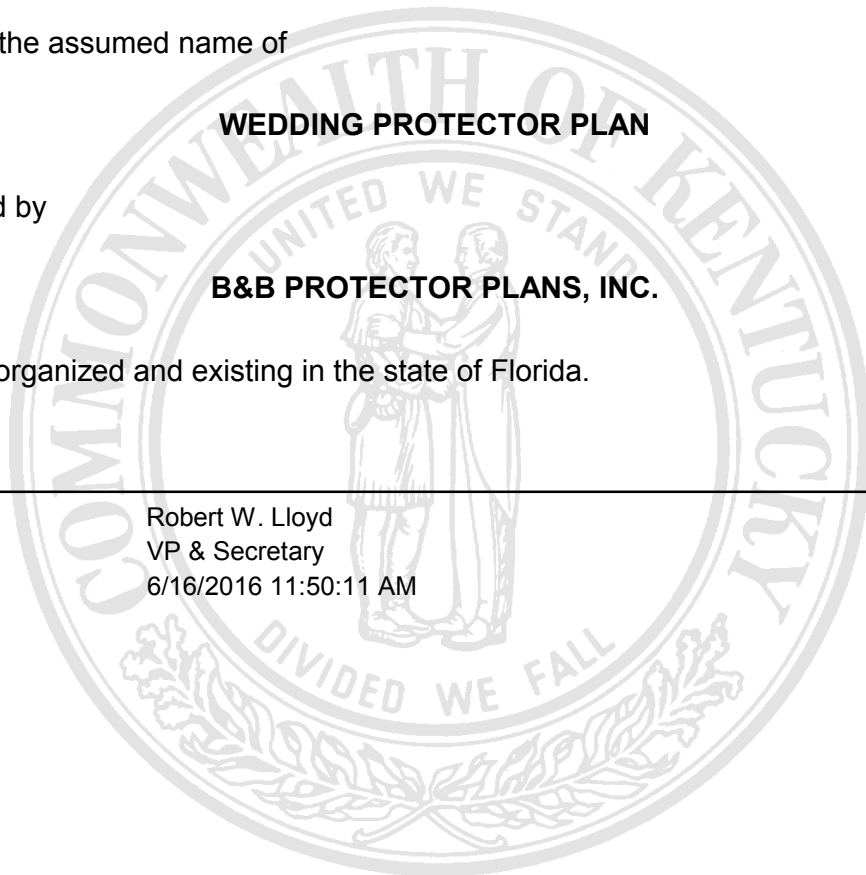 the assumed name of
WEDDING PROTECTOR PLAN
d by
B&B PROTECTOR PLANS, INC.
organized and existing in the state of Florida.
Robert W. Lloyd
VP & Secretary
6/16/2016 11:50:11 AM
COMMONWEALTH OF KENTUCKY
UNITED WE STAND
DIVIDED WE FALL